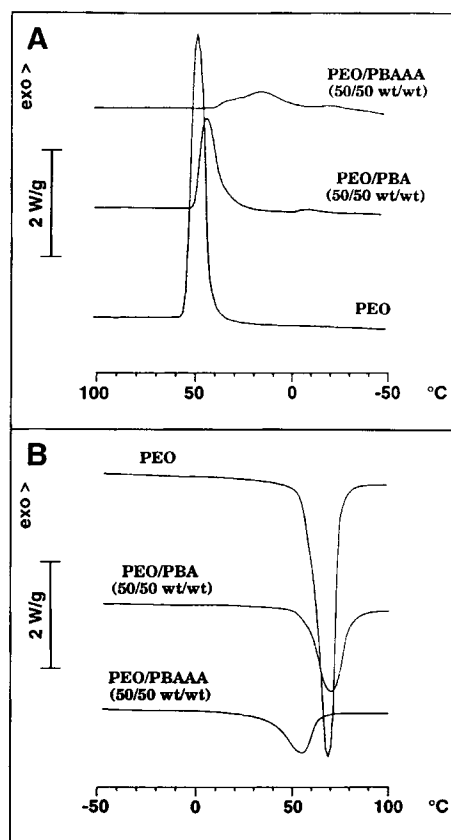 A
exo >
2 W/g
PEO/PBAAA
(50/50 wt/wt)
PEO/PBA
(50/50 wt/wt)
PEO
100 50 0 -50 °C
B
exo >
2 W/g
PEO
PEO/PBA
(50/50 wt/wt)
PEO/PBAAA
(50/50 wt/wt)
-50 0 50 100 °C